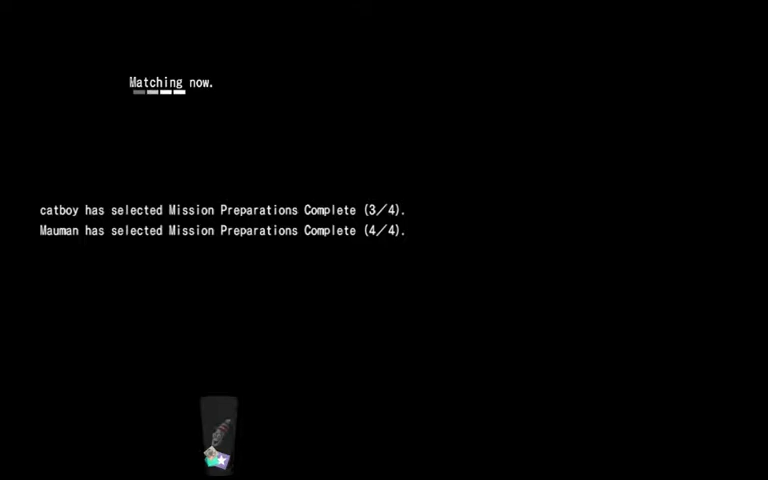 Matching now.
catboy has selected Mission Preparations Complete (3／4).
Mauman has selected Mission Preparations Complete (4／4).